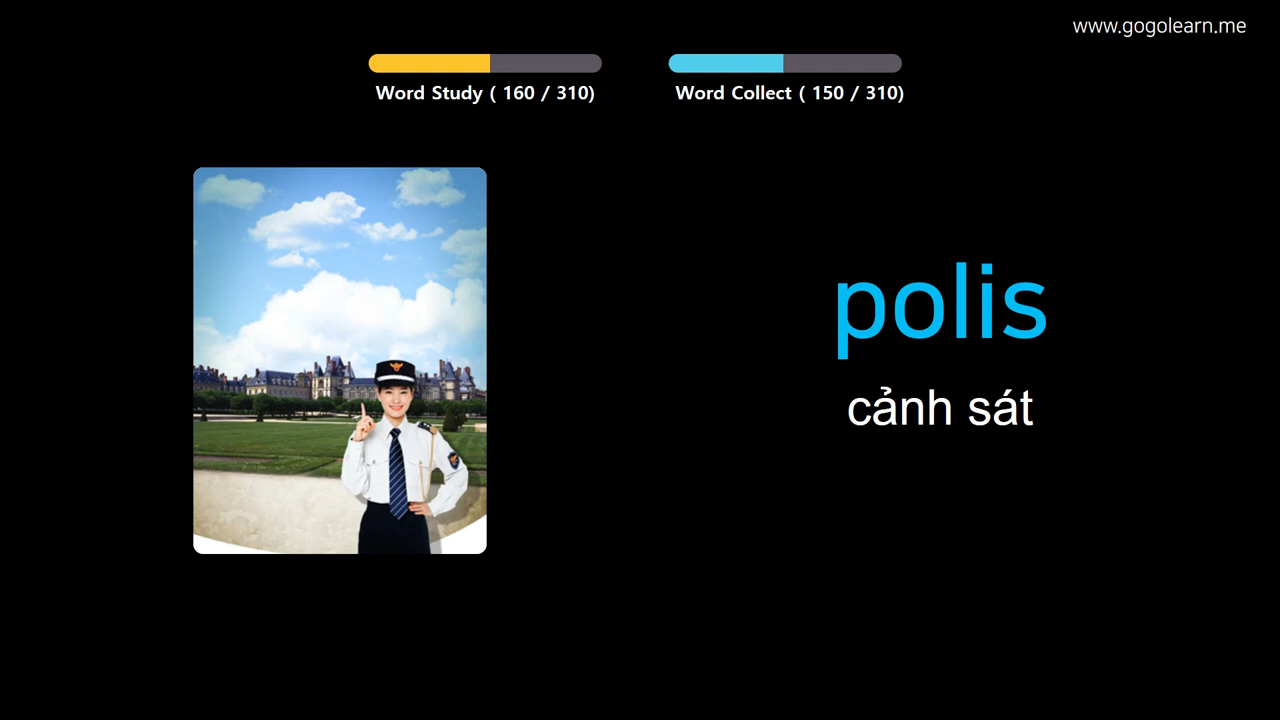 www.gogolearn.me
Word Study ( 160 / 310)
Word Collect ( 150 / 310)
polis
cảnh sát